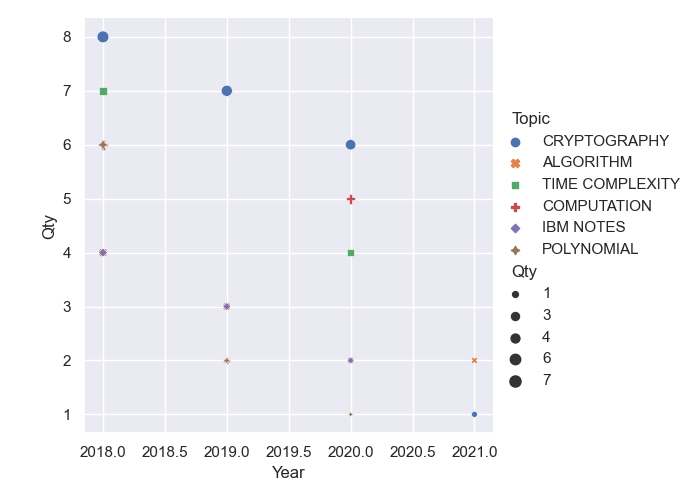 8
7
6
5
4
3
2
1
Qty
2018.0 2018.5 2019.0 2019.5 2020.0 2020.5 2021.0
Year
Topic
CRYPTOGRAPHY
ALGORITHM
TIME COMPLEXITY
COMPUTATION
IBM NOTES
POLYNOMIAL
Qty
1
3
4
6
7